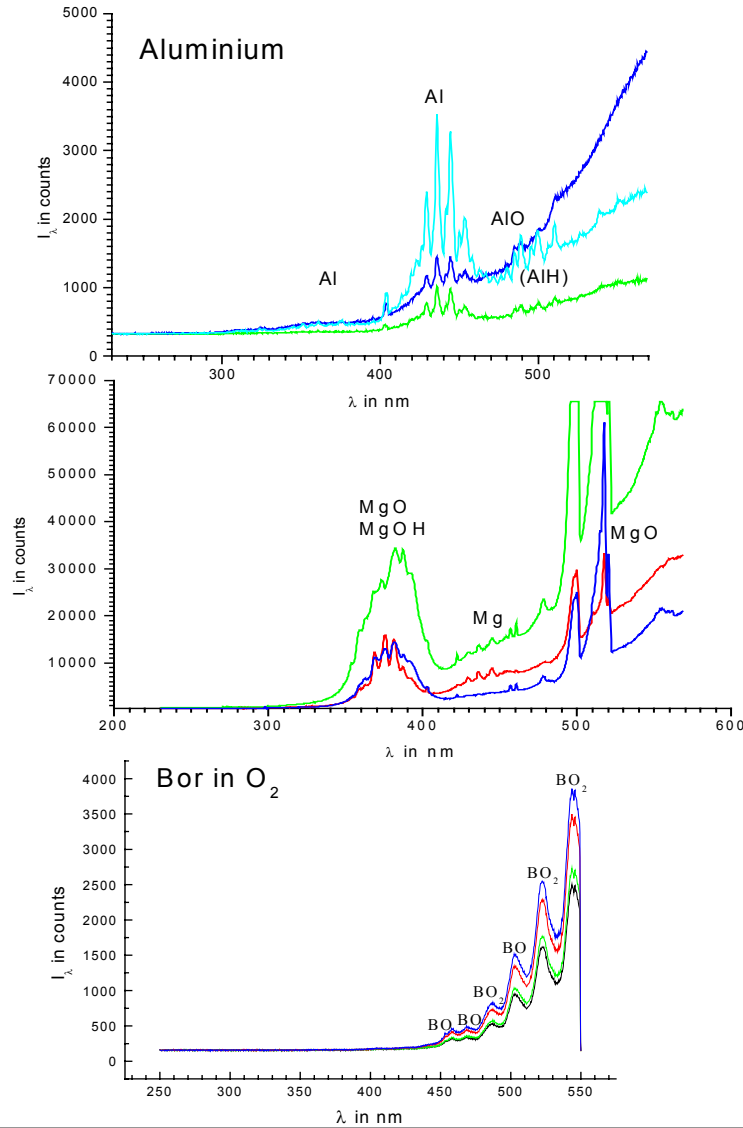 Aluminium
5000
4000
3000
2000
1000
0
I λ in counts
Al
Al
AlO
(AlH)
300 400 500
λ in nm
70000
60000
50000
40000
30000
20000
10000
I λ in counts
MgO
MgOH
Mg
MgO
200 300 400 500 600
λ in nm
Bor in O2
4000
3500
3000
2500
2000
1500
1000
500
0
I λ in counts
BO2
BO2
BO
BO2
BO BO
250 300 350 400 450 500 550
λ in nm